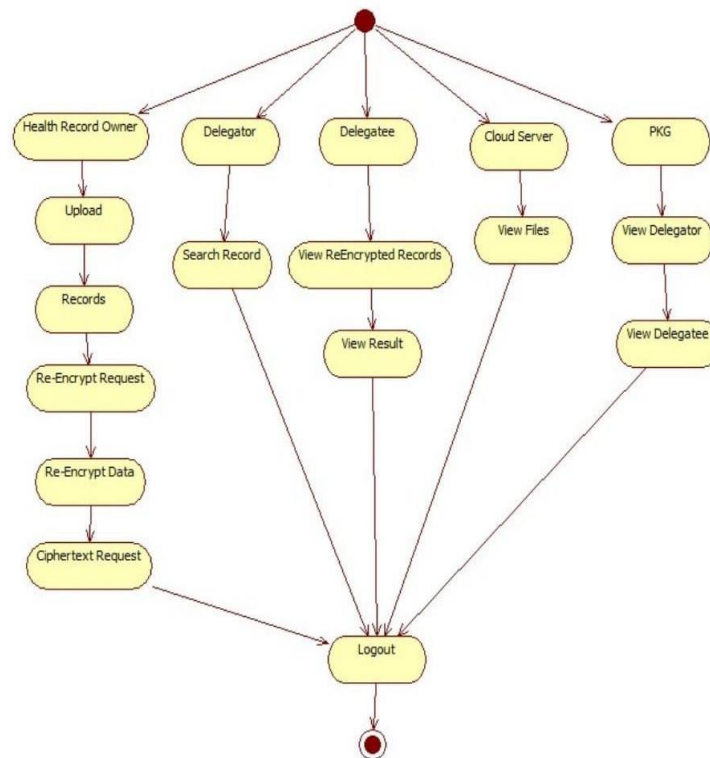 Health Record Owner
Delegator
Delegatee
Cloud Server
PKG
Upload
Search Record
View ReEncrypted Records
View Files
View Delegator
Records
View Result
View Delegatee
Re-Encrypt Request
Re-Encrypt Data
Ciphertext Request
Logout